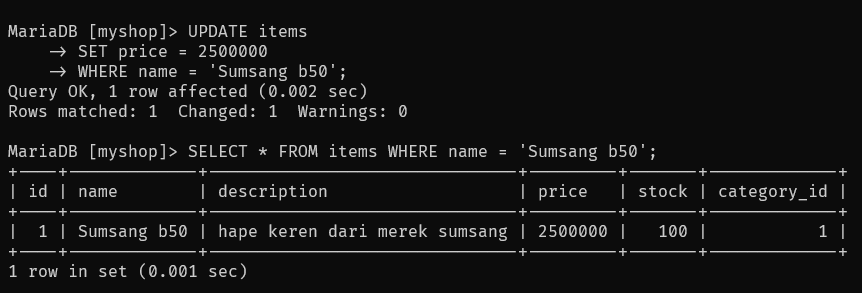 MariaDB [myshop]> UPDATE items
    -> SET price = 2500000
    -> WHERE name = 'Sumsang b50';
Query OK, 1 row affected (0.002 sec)
Rows matched: 1  Changed: 1  Warnings: 0
MariaDB [myshop]> SELECT * FROM items WHERE name = 'Sumsang b50';
+----+-------------+-------------------------------+---------+-------+-------------+
| id | name        | description                   | price   | stock | category_id |
+----+-------------+-------------------------------+---------+-------+-------------+
|  1 | Sumsang b50 | hape keren dari merek sumsang | 2500000 |   100 |           1 |
+----+-------------+-------------------------------+---------+-------+-------------+
1 row in set (0.001 sec)